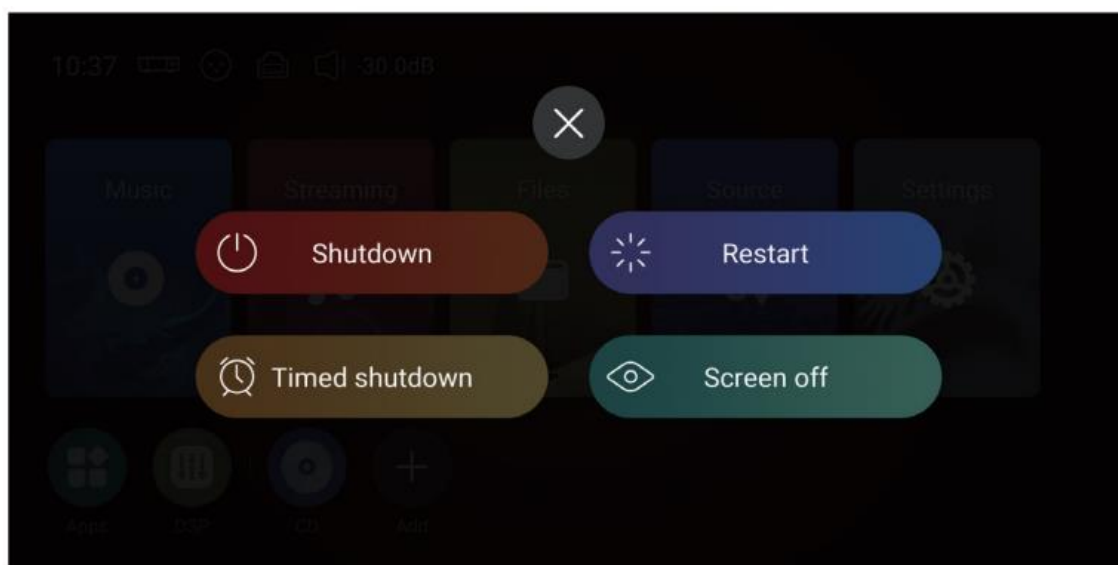 10:37 -30.0dB
Music Streaming Files Source Settings
Shutdown Restart
Timed shutdown Screen off
Apps DSP CD Add